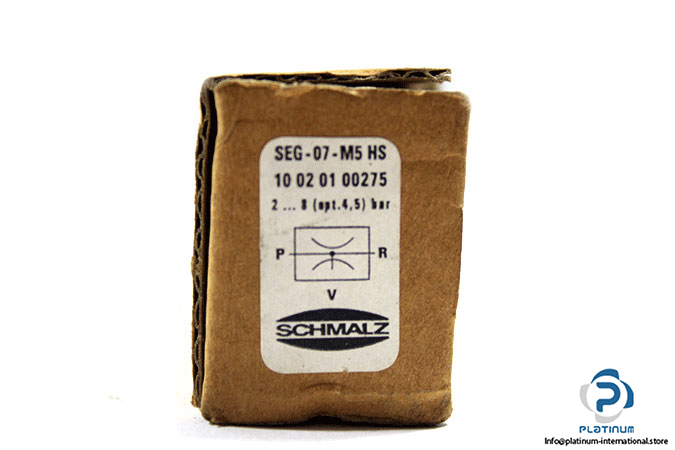 SEG-07-M5 HS
10 02 01 00275
2 ... 8 (opt.4,5) bar
P R
V
SCHMALZ
PLATINUM
Info@platinum-international.store